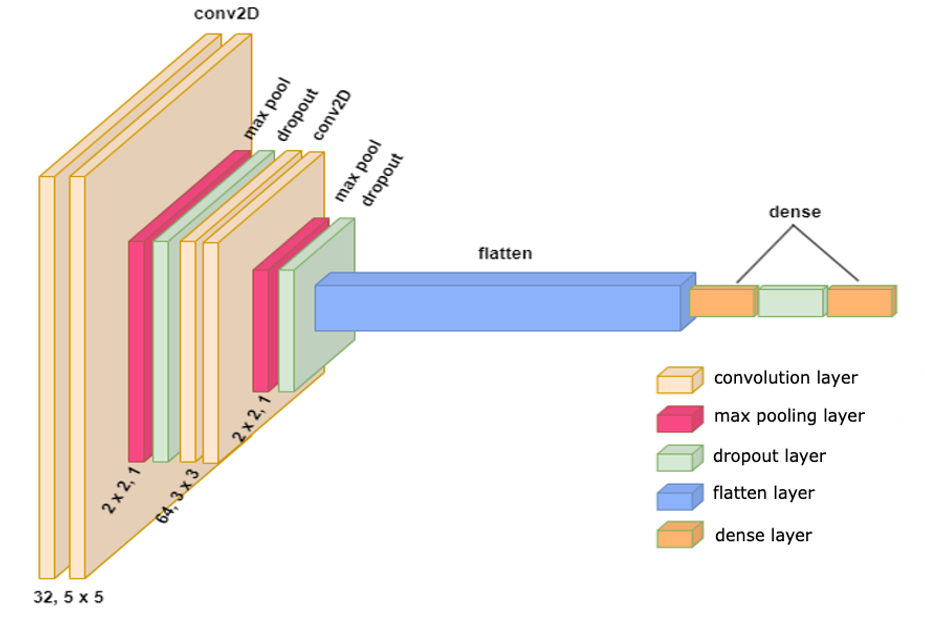 conv2D
max pool
dropout
conv2D
max pool
dropout
flatten
dense
2 x 2, 1
64, 3 x 3
2 x 2, 1
32, 5 x 5
convolution layer
max pooling layer
dropout layer
flatten layer
dense layer